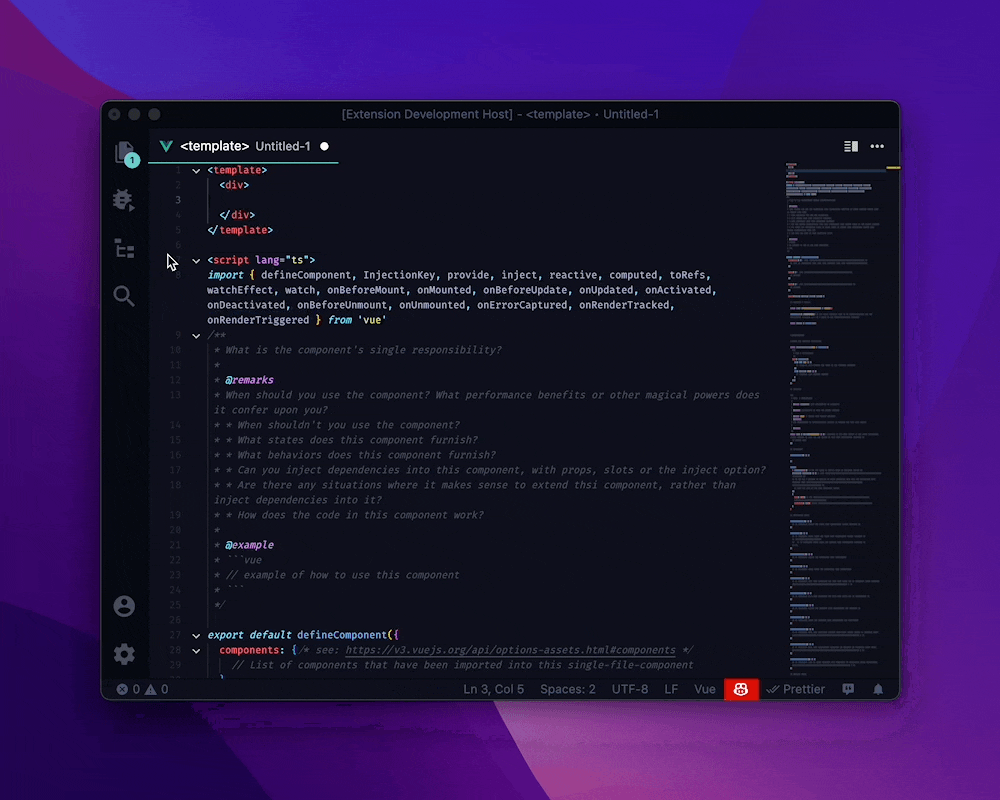 [Extension Development Host] - <template> • Untitled-1
1
<template> Untitled-1
1 <template>
2 <div>
3
4 </div>
5 </template>
6
<script lang="ts">
8 import { defineComponent, InjectionKey, provide, inject, reactive, computed, toRefs,
watchEffect, watch, onBeforeMount, onMounted, onBeforeUpdate, onUpdated, onActivated,
onDeactivated, onBeforeUnmount, onUnmounted, onErrorCaptured, onRenderTracked,
onRenderTriggered } from 'vue'
9 /**
10 * What is the component's single responsibility?
11 *
12 * @remarks
13 * When should you use the component? What performance benefits or other magical powers does
it confer upon you?
14 * * When shouldn't you use the component?
15 * * What states does this component furnish?
16 * * What behaviors does this component furnish?
17 * * Can you inject dependencies into this component, with props, slots or the inject option?
18 * * Are there any situations where it makes sense to extend thsi component, rather than
inject dependencies into it?
19 * * How does the code in this component work?
20 *
21 * @example
22 * ```vue
23 * // example of how to use this component
24 * ```
25 */
26
27 export default defineComponent({
28 components: {/* see: https://v3.vuejs.org/api/options-assets.html#components */
29 // List of components that have been imported into this single-file-component
0 0 Ln 3, Col 5 Spaces: 2 UTF-8 LF Vue Prettier